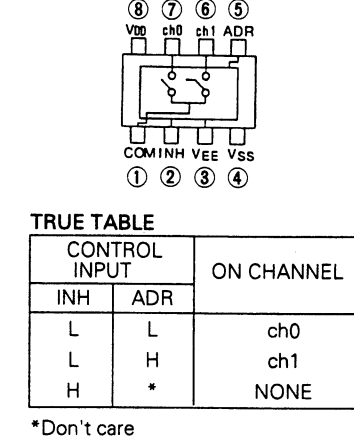 ⑧ ⑦ ⑥ ⑤
VDD ch0 ch1 ADR
COM INH VEE VSS
① ② ③ ④
TRUE TABLE
CONTROL INPUT ON CHANNEL
INH ADR
L L ch0
L H ch1
H * NONE
*Don't care